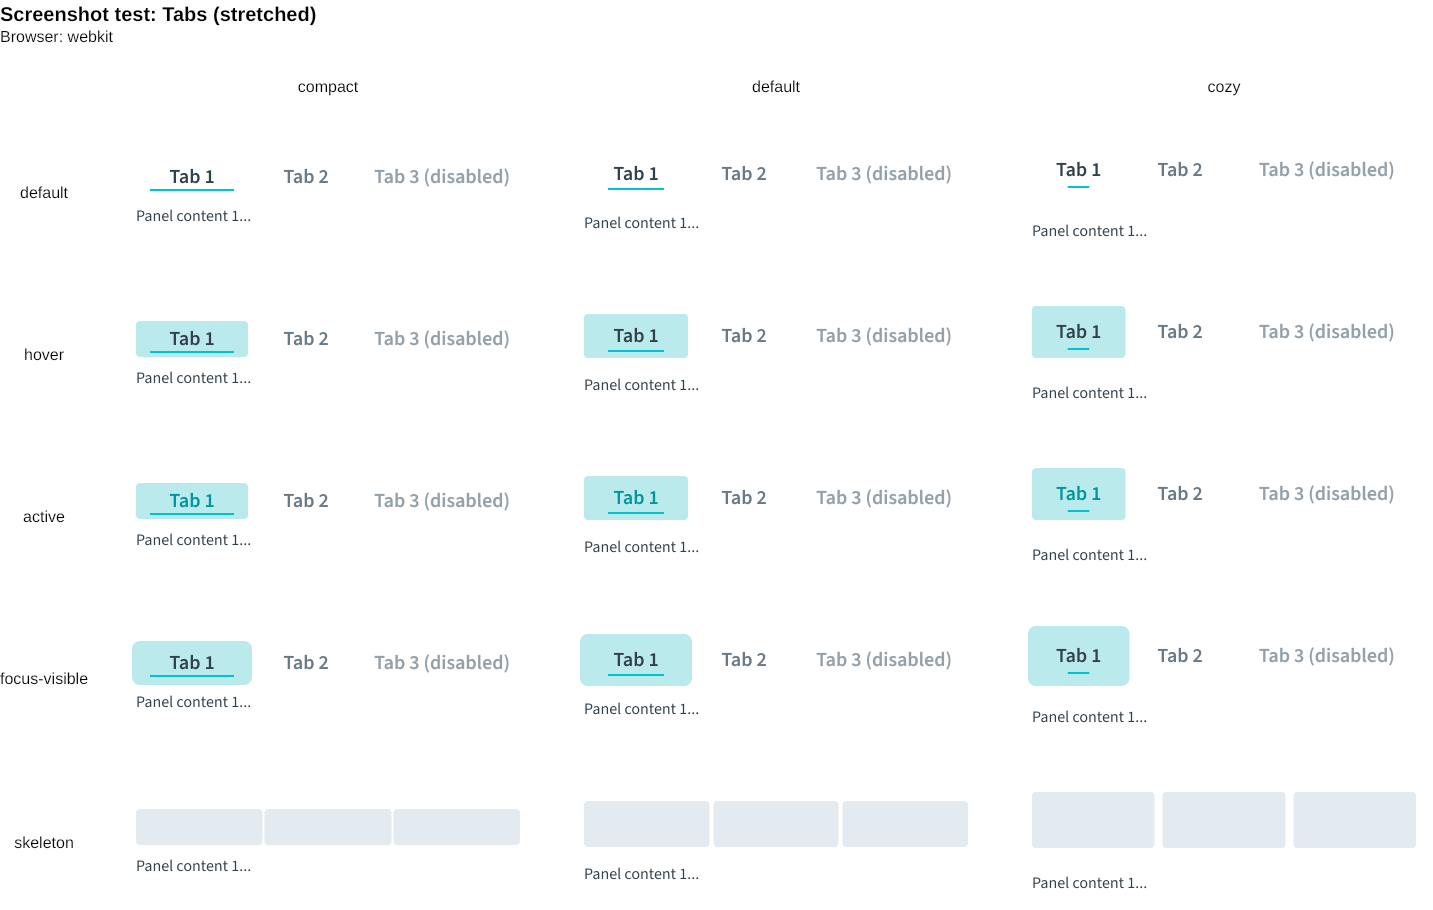 Screenshot test: Tabs (stretched)
Browser: webkit
compact default cozy
default
Tab 1 Tab 2 Tab 3 (disabled)
Panel content 1...
Tab 1 Tab 2 Tab 3 (disabled)
Panel content 1...
Tab 1 Tab 2 Tab 3 (disabled)
Panel content 1...
hover
Tab 1 Tab 2 Tab 3 (disabled)
Panel content 1...
Tab 1 Tab 2 Tab 3 (disabled)
Panel content 1...
Tab 1 Tab 2 Tab 3 (disabled)
Panel content 1...
active
Tab 1 Tab 2 Tab 3 (disabled)
Panel content 1...
Tab 1 Tab 2 Tab 3 (disabled)
Panel content 1...
Tab 1 Tab 2 Tab 3 (disabled)
Panel content 1...
focus-visible
Tab 1 Tab 2 Tab 3 (disabled)
Panel content 1...
Tab 1 Tab 2 Tab 3 (disabled)
Panel content 1...
Tab 1 Tab 2 Tab 3 (disabled)
Panel content 1...
skeleton
Panel content 1...
Panel content 1...
Panel content 1...